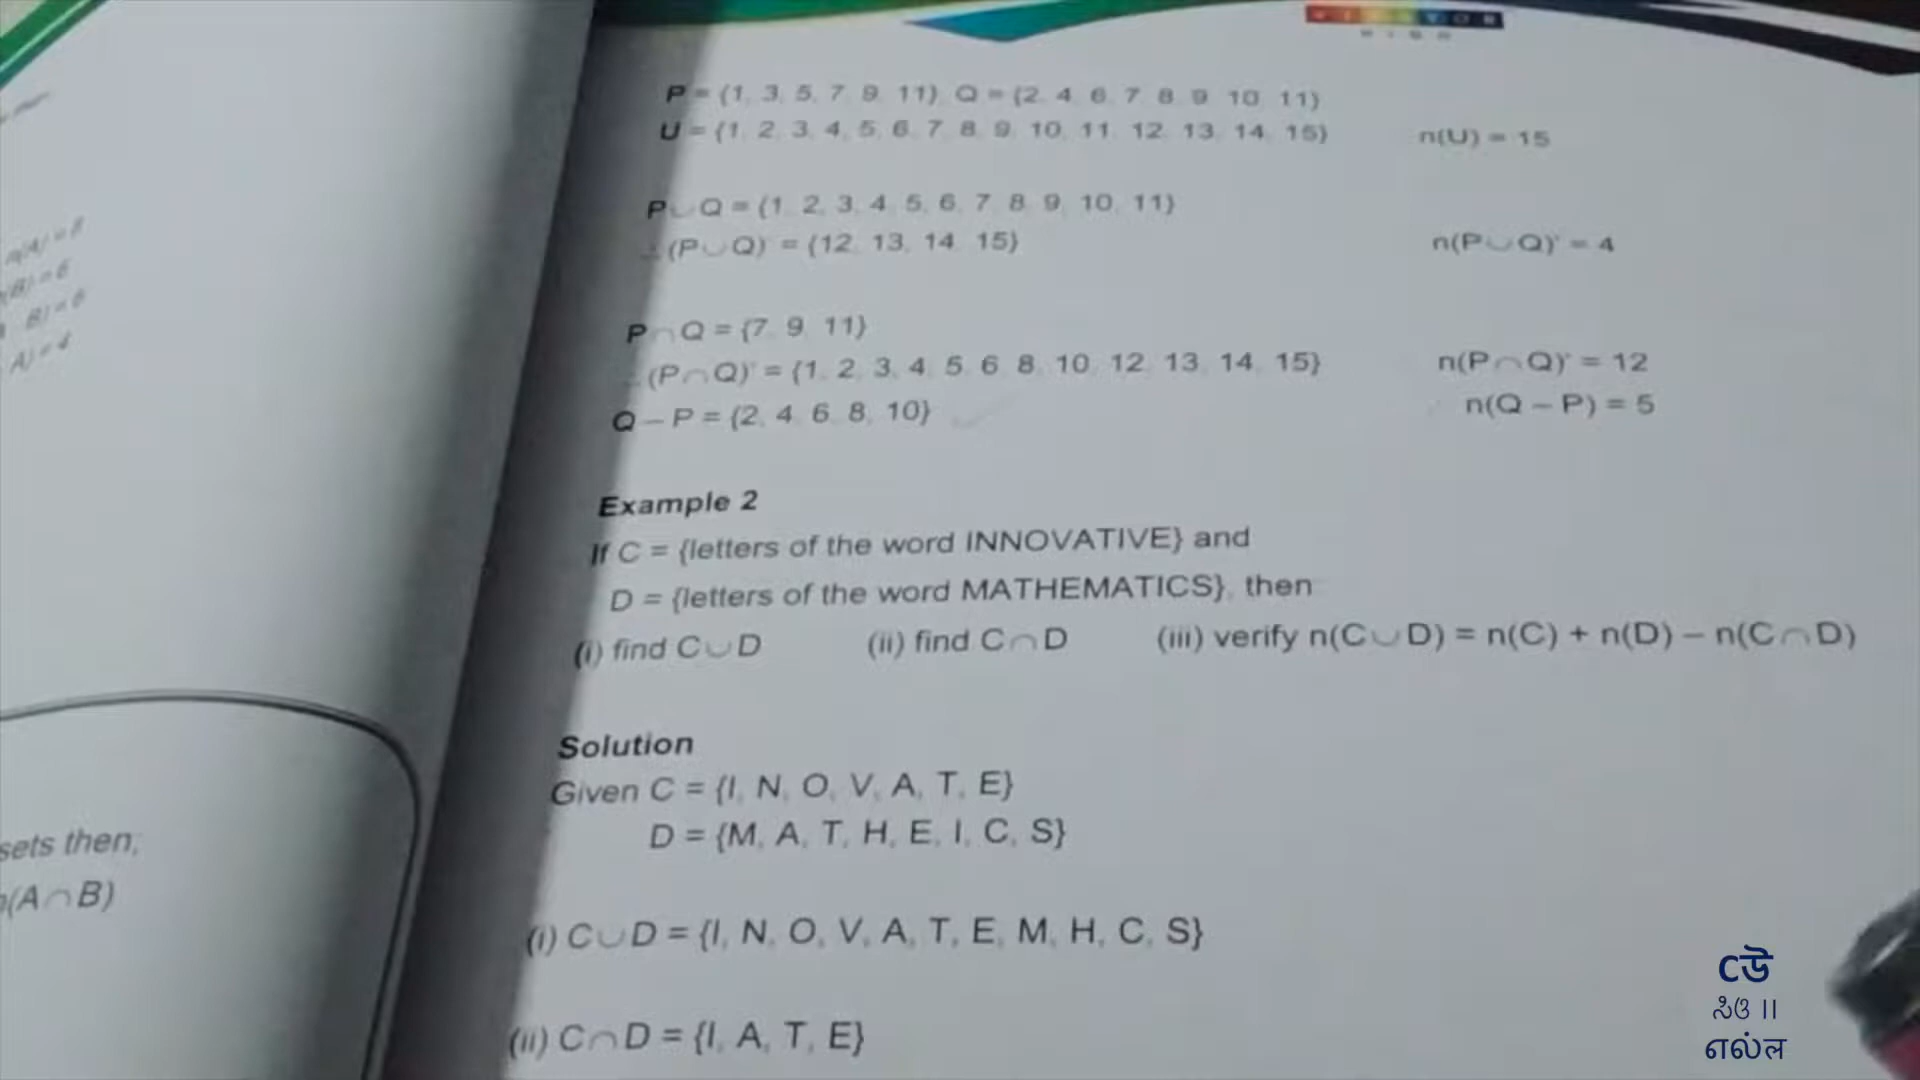 P = {1, 3, 5, 7, 9, 11}, Q = {2, 4, 6, 7, 8, 9, 10, 11}
U = {1, 2, 3, 4, 5, 6, 7, 8, 9, 10, 11, 12, 13, 14, 15} n(U) = 15
P∪Q = {1, 2, 3, 4, 5, 6, 7, 8, 9, 10, 11}
∴ (P∪Q)' = {12, 13, 14, 15} n(P∪Q)' = 4
P∩Q = {7, 9, 11}
∴ (P∩Q)' = {1, 2, 3, 4, 5, 6, 8, 10, 12, 13, 14, 15} n(P∩Q)' = 12
Q – P = {2, 4, 6, 8, 10} n(Q – P) = 5
Example 2
If C = {letters of the word INNOVATIVE} and
D = {letters of the word MATHEMATICS}, then
(i) find C∪D (ii) find C∩D (iii) verify n(C∪D) = n(C) + n(D) – n(C∩D)
Solution
Given C = {I, N, O, V, A, T, E}
D = {M, A, T, H, E, I, C, S}
(i) C∪D = {I, N, O, V, A, T, E, M, H, C, S}
(ii) C∩D = {I, A, T, E}
n(A) = 8
(B) = 6
B) = 6
A) = 4
sets then;
(A∩B)